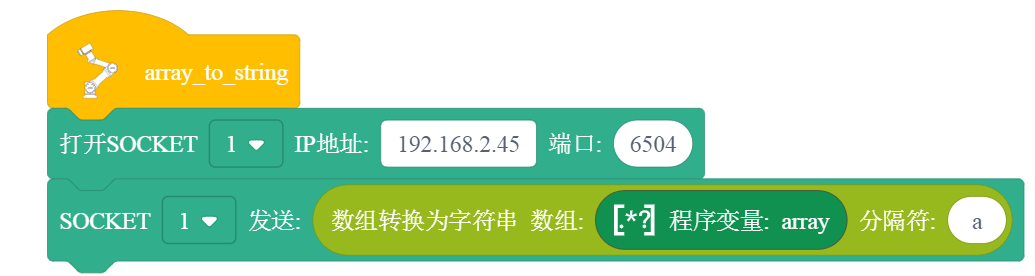 array_to_string
打开SOCKET 1 IP地址: 192.168.2.45 端口: 6504
SOCKET 1 发送: 数组转换为字符串 数组: [.*?] 程序变量: array 分隔符: a